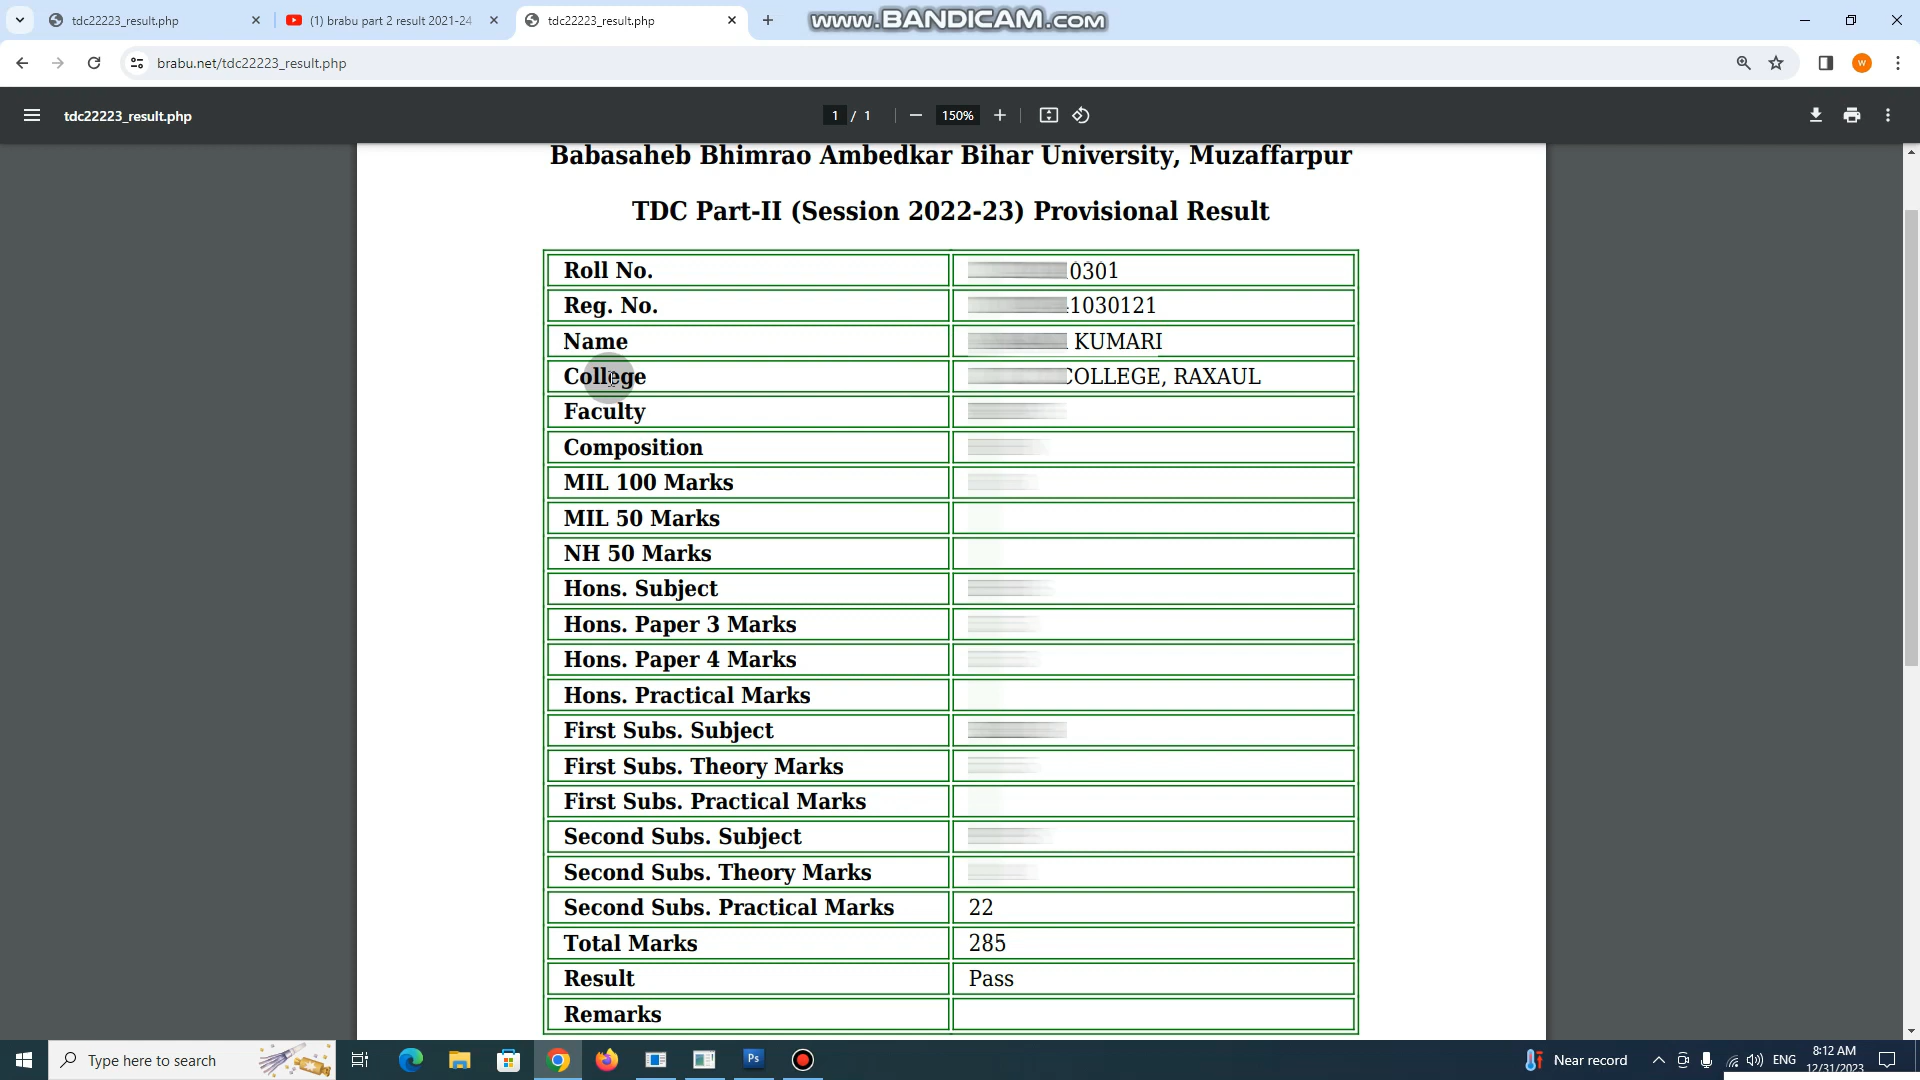 tdc22223_result.php
(1) brabu part 2 result 2021-24
tdc22223_result.php
www.BANDICAM.com
brabu.net/tdc22223_result.php
W
tdc22223_result.php
1 / 1
150%
Babasaheb Bhimrao Ambedkar Bihar University, Muzaffarpur
TDC Part-II (Session 2022-23) Provisional Result
Roll No. 0301
Reg. No. 1030121
Name KUMARI
College COLLEGE, RAXAUL
Faculty
Composition
MIL 100 Marks
MIL 50 Marks
NH 50 Marks
Hons. Subject
Hons. Paper 3 Marks
Hons. Paper 4 Marks
Hons. Practical Marks
First Subs. Subject
First Subs. Theory Marks
First Subs. Practical Marks
Second Subs. Subject
Second Subs. Theory Marks
Second Subs. Practical Marks 22
Total Marks 285
Result Pass
Remarks
Type here to search
Ps
Near record
ENG
8:12 AM
12/31/2023